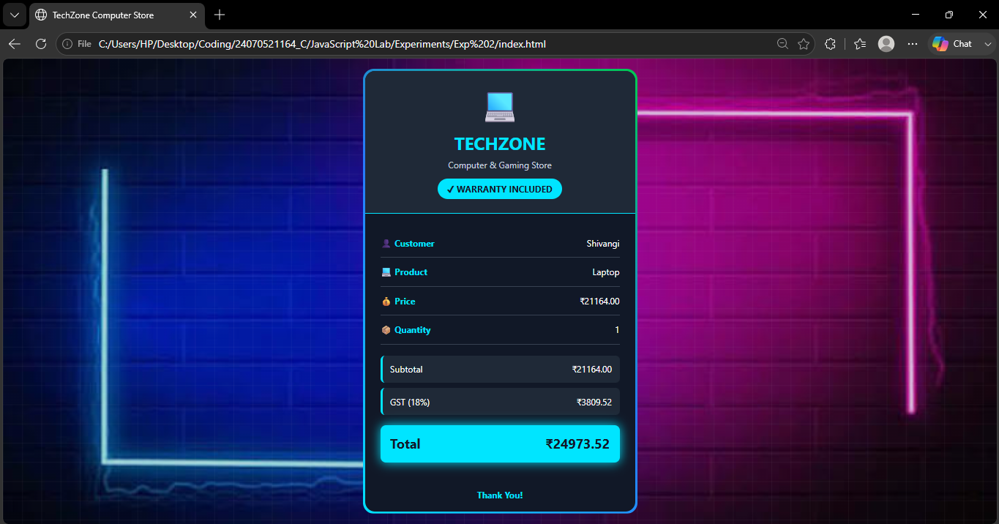 TechZone Computer Store
File C:/Users/HP/Desktop/Coding/24070521164_C/JavaScript%20Lab/Experiments/Exp%202/index.html
Chat
TECHZONE
Computer & Gaming Store
✔ WARRANTY INCLUDED
Customer Shivangi
Product Laptop
Price ₹21164.00
Quantity 1
Subtotal ₹21164.00
GST (18%) ₹3809.52
Total ₹24973.52
Thank You!